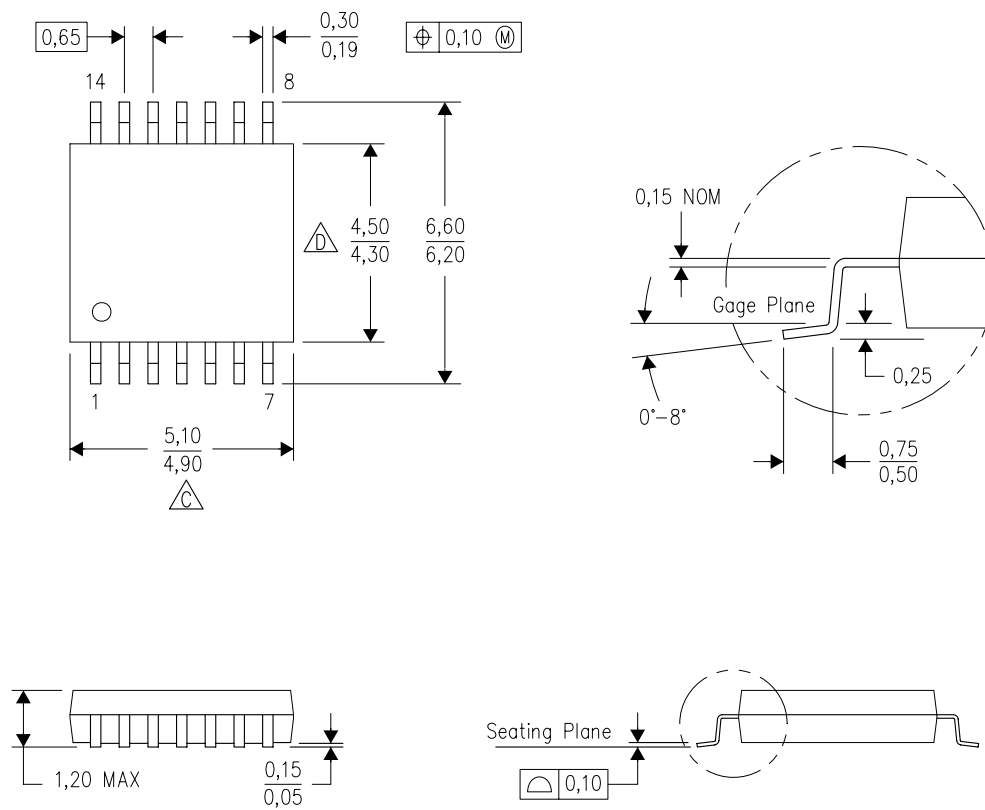 0,65
0,30
0,19
⌖ 0,10 Ⓜ
14
8
4,50
4,30
D
6,60
6,20
1
7
5,10
4,90
C
0,15 NOM
Gage Plane
0,25
0°–8°
0,75
0,50
1,20 MAX
0,15
0,05
Seating Plane
⌓ 0,10